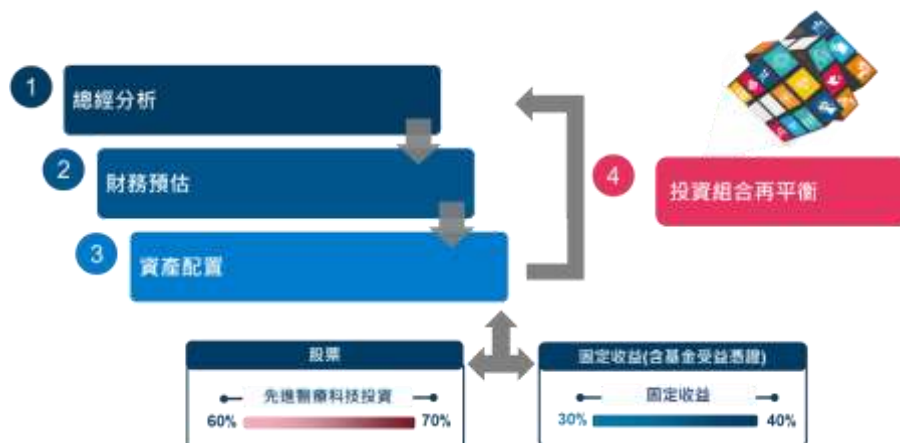 1
總經分析
2
財務預估
3
資產配置
4
投資組合再平衡
股票
先進醫療科技投資
60% 70%
固定收益(含基金受益憑證)
固定收益
30% 40%